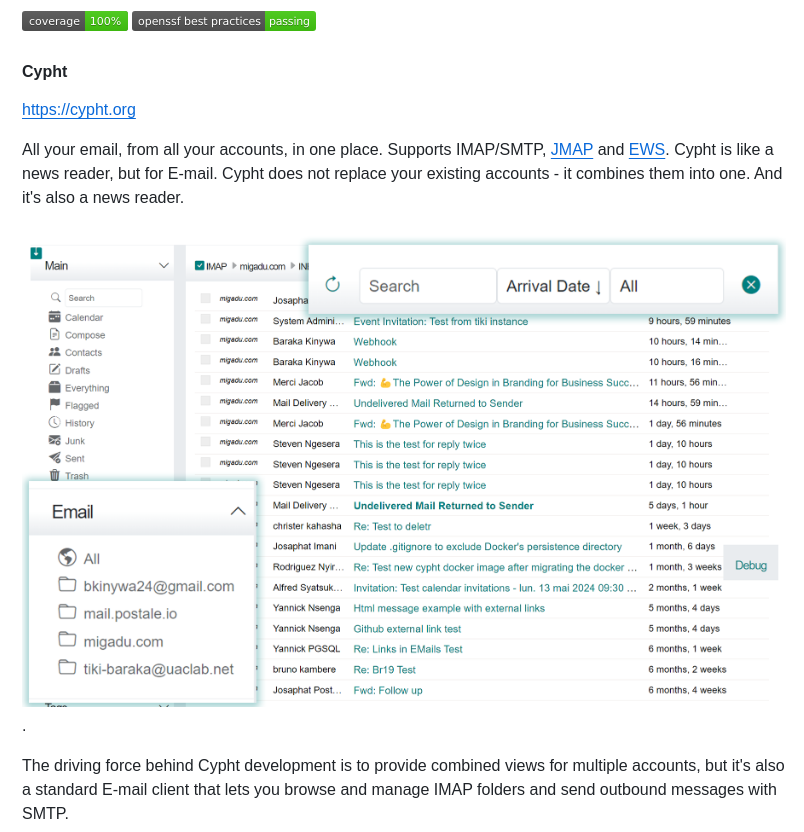 coverage 100% openssf best practices passing
Cypht
https://cypht.org
All your email, from all your accounts, in one place. Supports IMAP/SMTP, JMAP and EWS. Cypht is like a
news reader, but for E-mail. Cypht does not replace your existing accounts - it combines them into one. And
it's also a news reader.
Main
Search
Calendar
Compose
Contacts
Drafts
Everything
Flagged
History
Junk
Sent
Trash
Email
All
bkinywa24@gmail.com
mail.postale.io
migadu.com
tiki-baraka@uaclab.net
IMAP migadu.com
Search Arrival Date ↓ All
migadu.com Josapha
migadu.com System Admini... Event Invitation: Test from tiki instance 9 hours, 59 minutes
migadu.com Baraka Kinywa Webhook 10 hours, 14 min...
migadu.com Baraka Kinywa Webhook 10 hours, 16 min...
migadu.com Merci Jacob Fwd: 💪 The Power of Design in Branding for Business Succ... 11 hours, 56 min...
migadu.com Mail Delivery ... Undelivered Mail Returned to Sender 14 hours, 59 min...
migadu.com Merci Jacob Fwd: 💪 The Power of Design in Branding for Business Succ... 1 day, 56 minutes
migadu.com Steven Ngesera This is the test for reply twice 1 day, 10 hours
migadu.com Steven Ngesera This is the test for reply twice 1 day, 10 hours
Steven Ngesera This is the test for reply twice 1 day, 10 hours
Mail Delivery ... Undelivered Mail Returned to Sender 5 days, 1 hour
christer kahasha Re: Test to deletr 1 week, 3 days
Josaphat Imani Update .gitignore to exclude Docker's persistence directory 1 month, 6 days
Rodriguez Nyir... Re: Test new cypht docker image after migrating the docker ... 1 month, 3 weeks
Debug
Alfred Syatsuk... Invitation: Test calendar invitations - lun. 13 mai 2024 09:30 ... 2 months, 1 week
Yannick Nsenga Html message example with external links 5 months, 4 days
Yannick Nsenga Github external link test 5 months, 4 days
Yannick PGSQL Re: Links in EMails Test 6 months, 1 week
bruno kambere Re: Br19 Test 6 months, 2 weeks
Josaphat Post... Fwd: Follow up 6 months, 4 weeks
.
The driving force behind Cypht development is to provide combined views for multiple accounts, but it's also
a standard E-mail client that lets you browse and manage IMAP folders and send outbound messages with
SMTP.